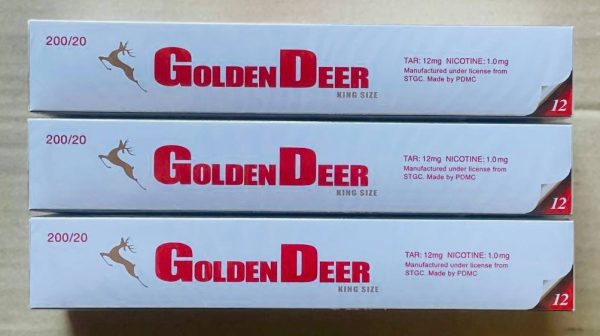 200/20
GOLDEN DEER
KING SIZE
TAR: 12mg NICOTINE: 1.0mg
Manufactured under license from
STGC. Made by PDMC
12
200/20
GOLDEN DEER
KING SIZE
TAR: 12mg NICOTINE: 1.0mg
Manufactured under license from
STGC. Made by PDMC
12
200/20
GOLDEN DEER
KING SIZE
TAR: 12mg NICOTINE: 1.0mg
Manufactured under license from
STGC. Made by PDMC
12